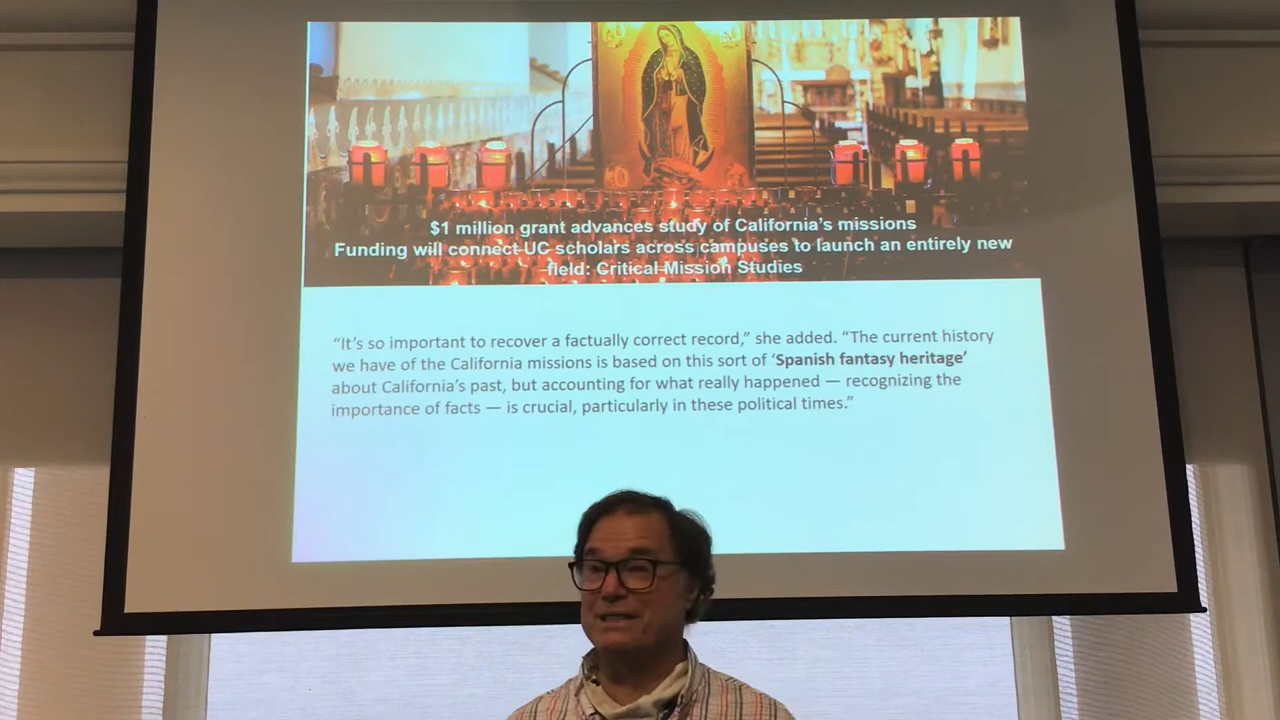 $1 million grant advances study of California's missions
Funding will connect UC scholars across campuses to launch an entirely new
field: Critical Mission Studies
“It's so important to recover a factually correct record,” she added. “The current history
we have of the California missions is based on this sort of ‘Spanish fantasy heritage’
about California's past, but accounting for what really happened — recognizing the
importance of facts — is crucial, particularly in these political times.”